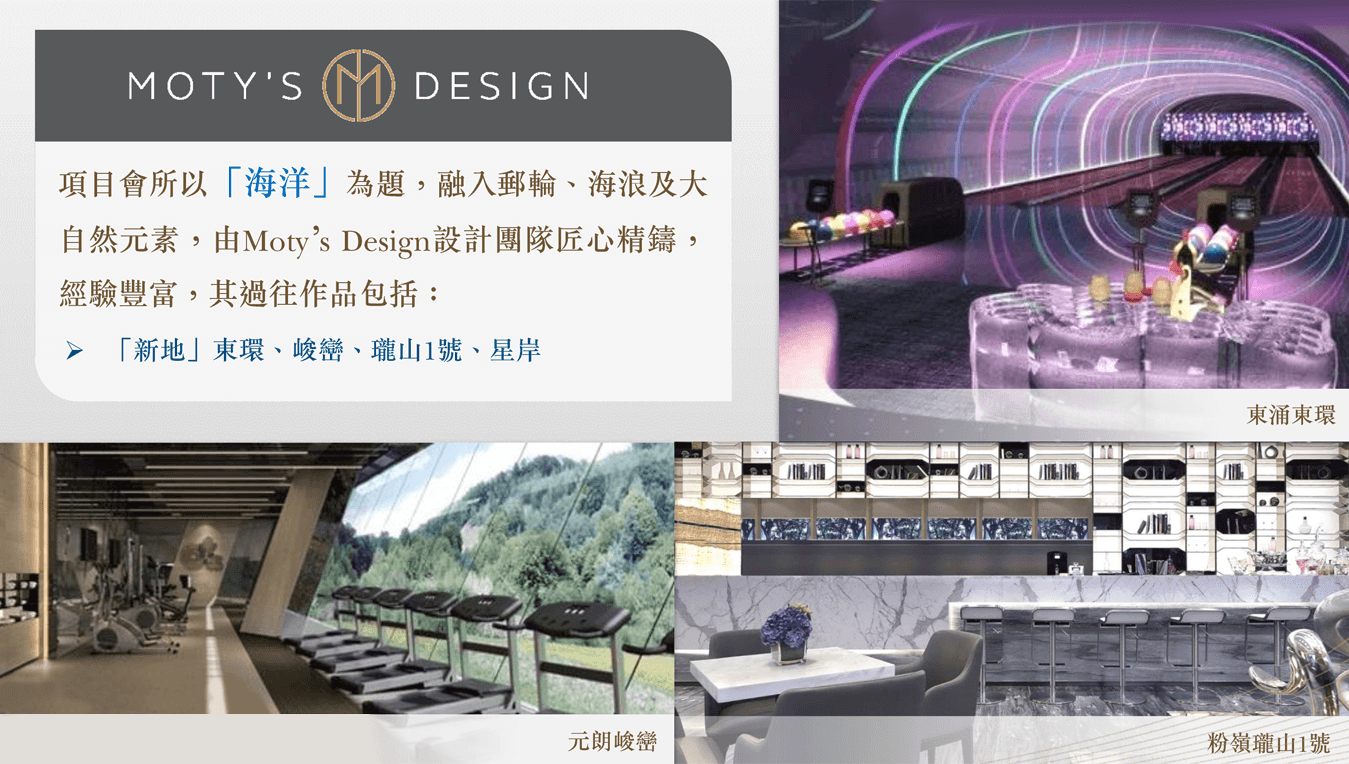 MOTY'S DESIGN
項目會所以「海洋」為題，融入郵輪、海浪及大
自然元素，由Moty's Design設計團隊匠心精鑄，
經驗豐富，其過往作品包括：
➢ 「新地」東環、峻巒、瓏山1號、星岸
東涌東環
元朗峻巒
粉嶺瓏山1號